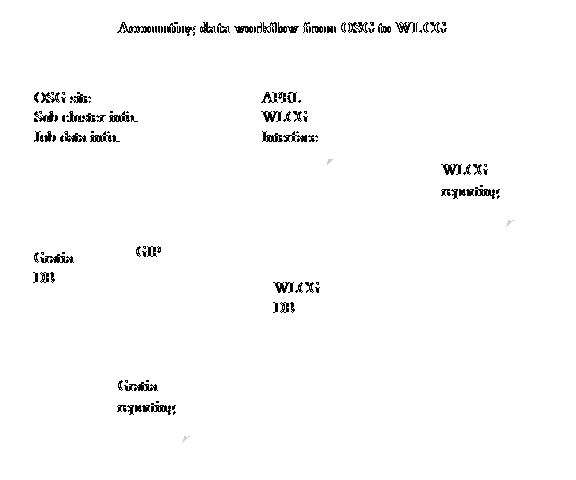 Accounting data workflow from OSG to WLCG
OSG site
Sub cluster info.
Job data info.
APEL
WLCG
Interface
WLCG
reporting
Gratia
DB
GIP
WLCG
DB
Gratia
reporting